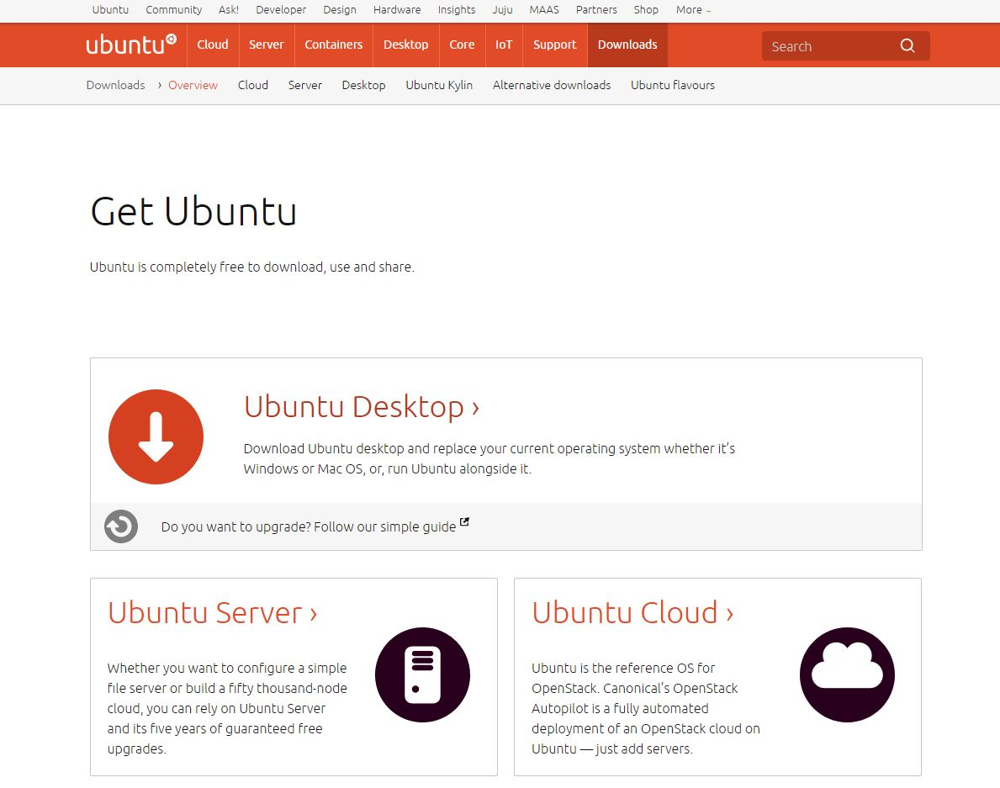 Ubuntu Community Ask! Developer Design Hardware Insights Juju MAAS Partners Shop More
ubuntu Cloud Server Containers Desktop Core IoT Support Downloads Search
Downloads › Overview Cloud Server Desktop Ubuntu Kylin Alternative downloads Ubuntu flavours
Get Ubuntu
Ubuntu is completely free to download, use and share.
Ubuntu Desktop ›
Download Ubuntu desktop and replace your current operating system whether it’s
Windows or Mac OS, or, run Ubuntu alongside it.
Do you want to upgrade? Follow our simple guide
Ubuntu Server ›
Whether you want to configure a simple
file server or build a fifty thousand-node
cloud, you can rely on Ubuntu Server
and its five years of guaranteed free
upgrades.
Ubuntu Cloud ›
Ubuntu is the reference OS for
OpenStack. Canonical’s OpenStack
Autopilot is a fully automated
deployment of an OpenStack cloud on
Ubuntu — just add servers.